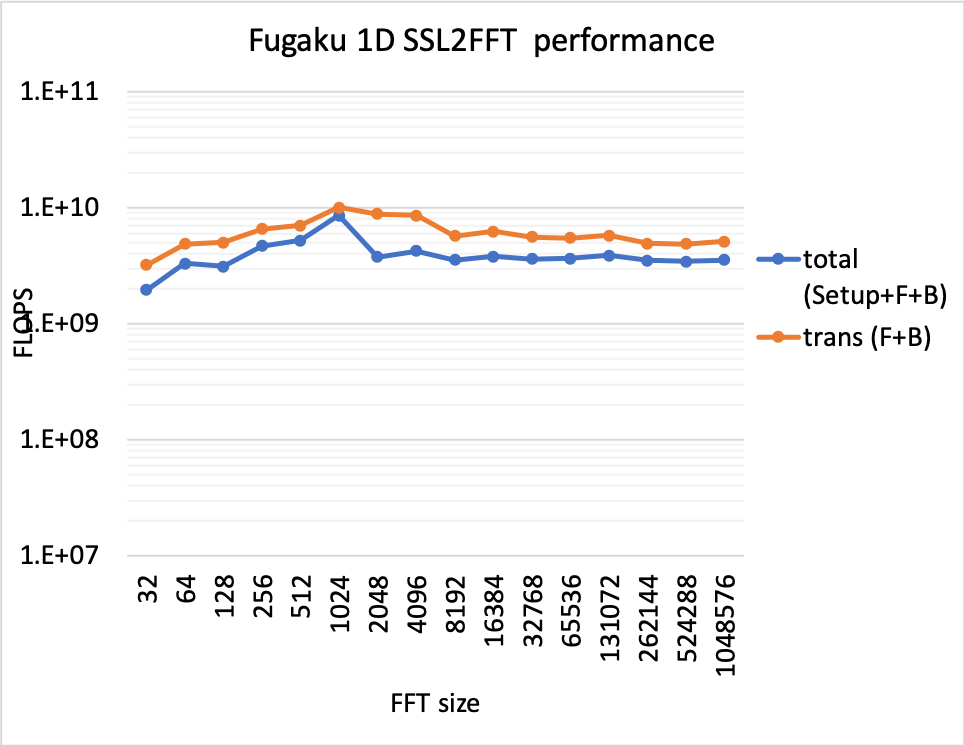 Fugaku 1D SSL2FFT  performance
1.E+11
1.E+10
1.E+09
1.E+08
1.E+07
FLOPS
32
64
128
256
512
1024
2048
4096
8192
16384
32768
65536
131072
262144
524288
1048576
FFT size
total
(Setup+F+B)
trans (F+B)